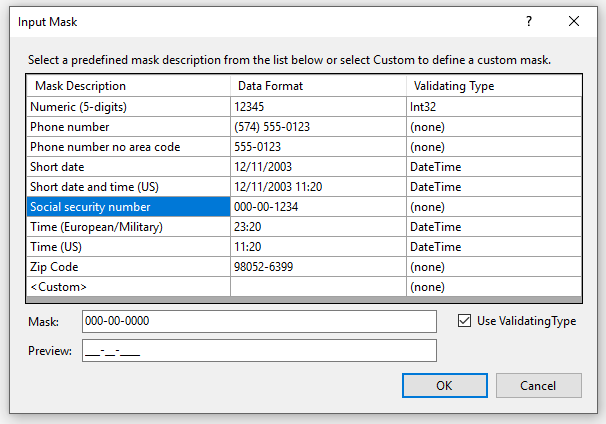 Input Mask
Select a predefined mask description from the list below or select Custom to define a custom mask.
Mask Description Data Format Validating Type
Numeric (5-digits) 12345 Int32
Phone number (574) 555-0123 (none)
Phone number no area code 555-0123 (none)
Short date 12/11/2003 DateTime
Short date and time (US) 12/11/2003 11:20 DateTime
Social security number 000-00-1234 (none)
Time (European/Military) 23:20 DateTime
Time (US) 11:20 DateTime
Zip Code 98052-6399 (none)
<Custom> (none)
Mask: 000-00-0000 Use ValidatingType
Preview: ___-__-____
OK Cancel